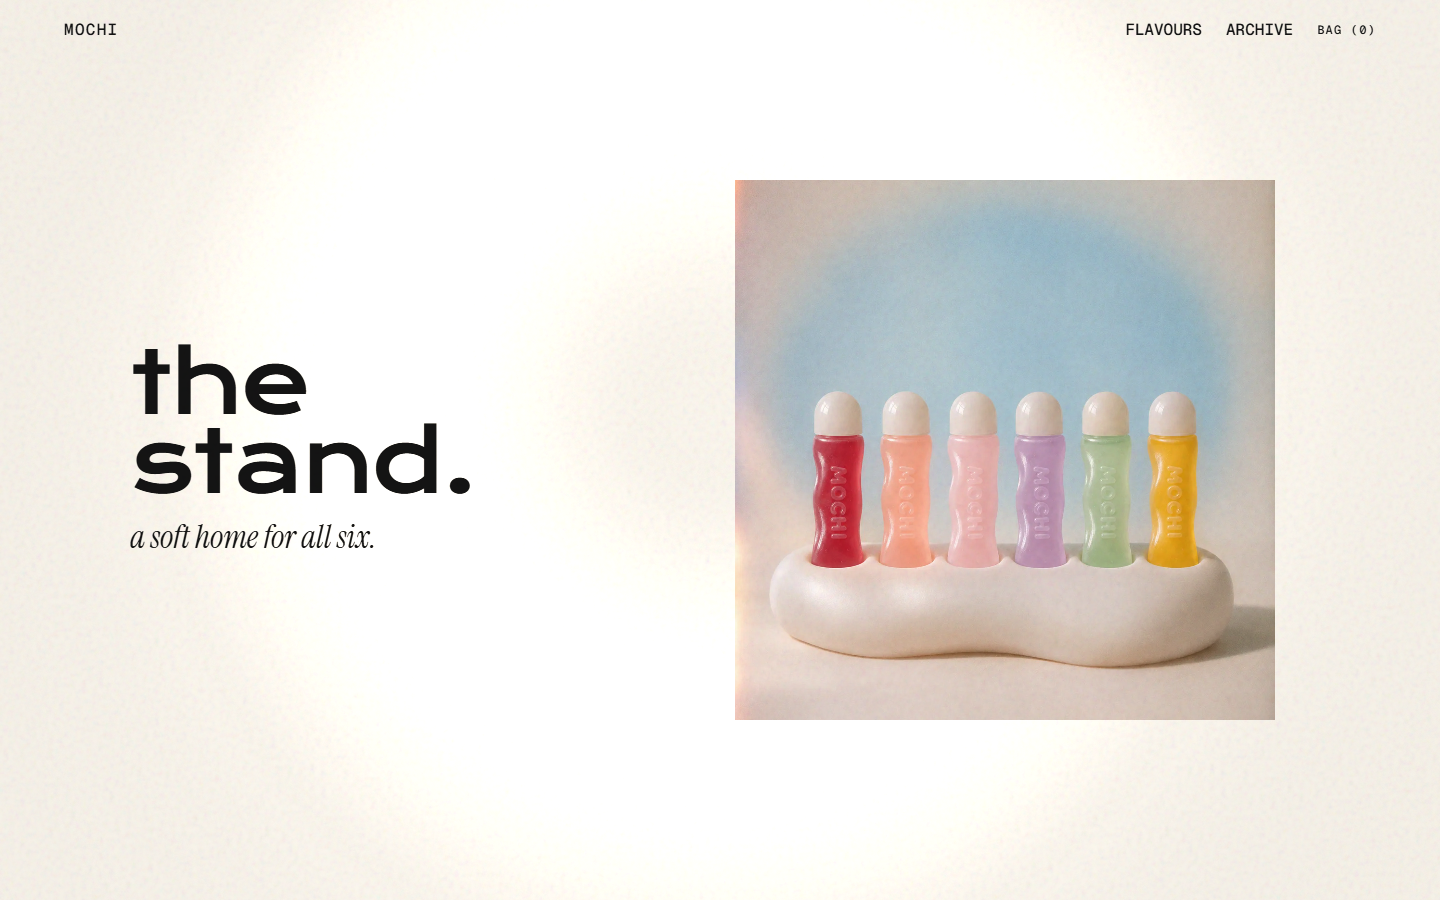 MOCHI
FLAVOURS ARCHIVE BAG (0)
the
stand.
a soft home for all six.
MOCHI
MOCHI
MOCHI
MOCHI
MOCHI
MOCHI